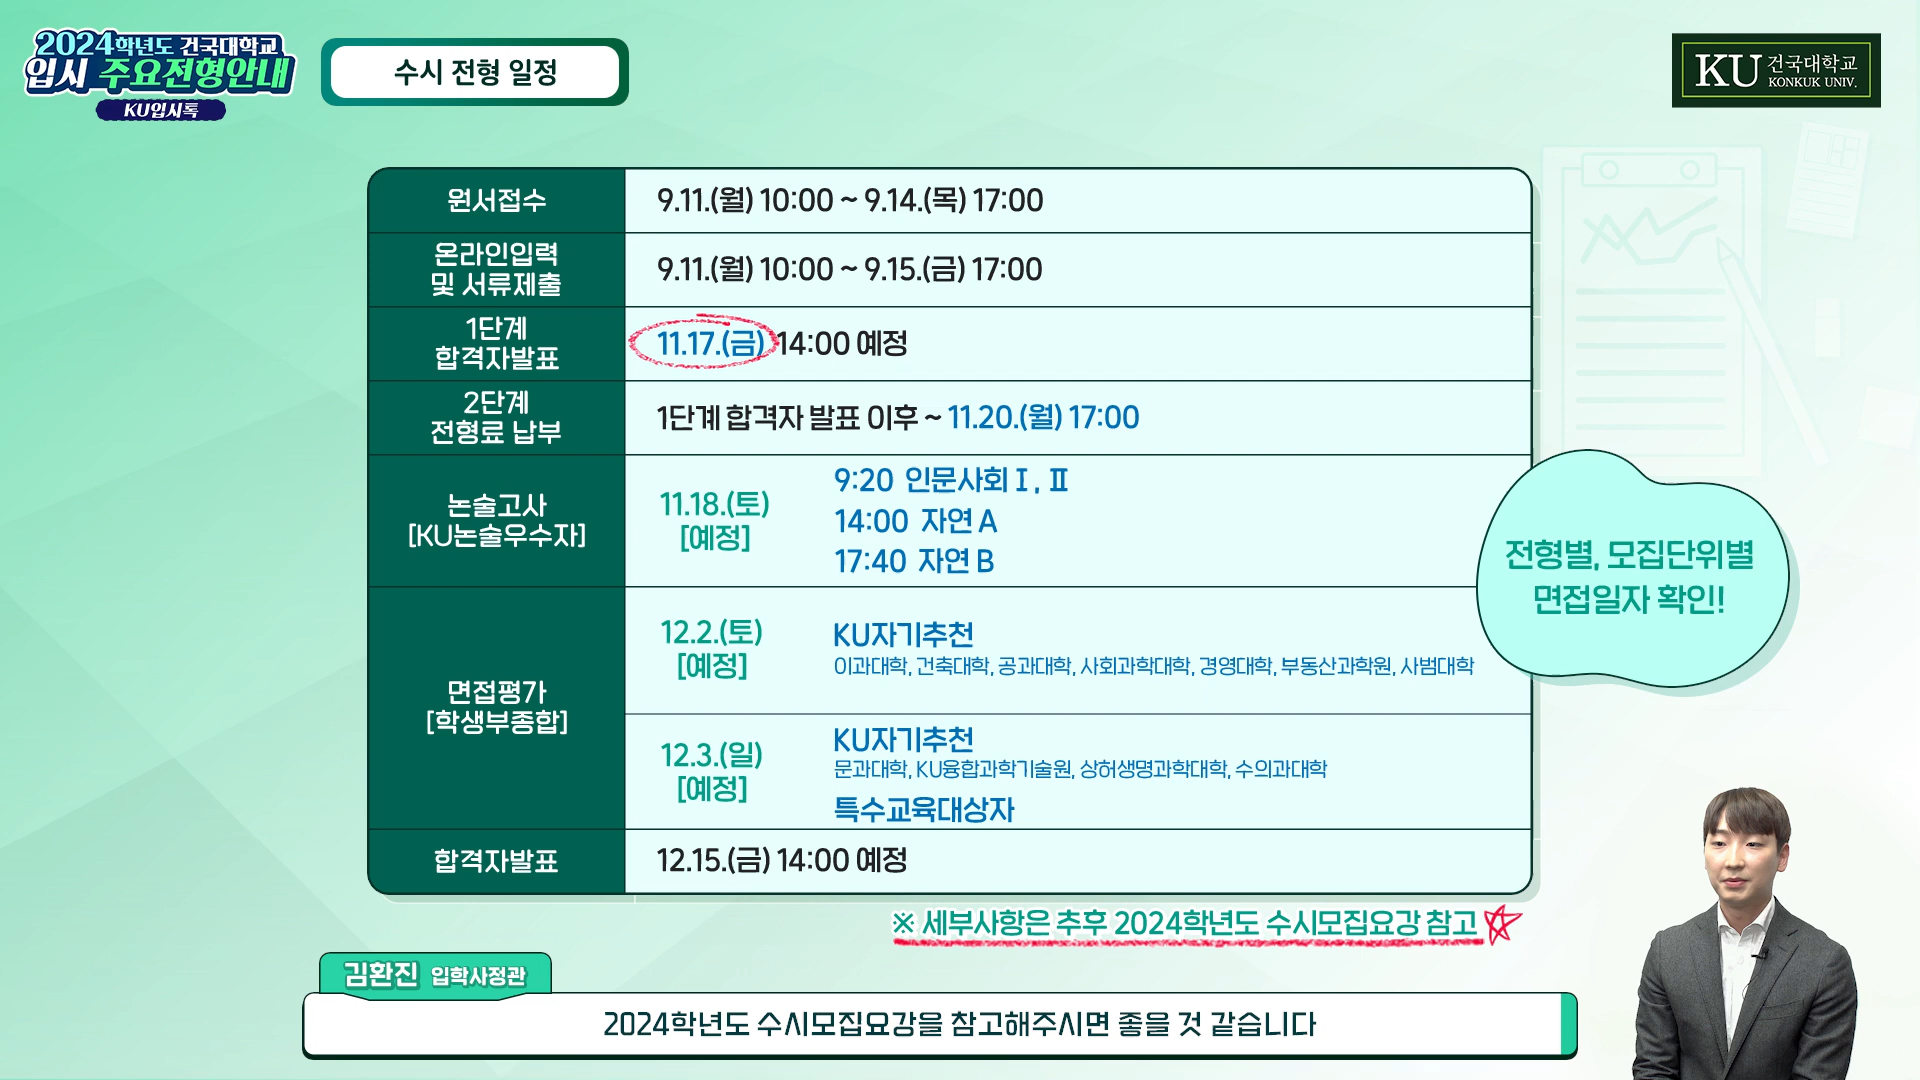 2024학년도 건국대학교
입시 주요전형안내
KU입시톡
수시 전형 일정
KU 건국대학교
KONKUK UNIV.
원서접수
9.11.(월) 10:00 ~ 9.14.(목) 17:00
온라인입력
및 서류제출
9.11.(월) 10:00 ~ 9.15.(금) 17:00
1단계
합격자발표
11.17.(금) 14:00 예정
2단계
전형료 납부
1단계 합격자 발표 이후 ~ 11.20.(월) 17:00
논술고사
[KU논술우수자]
11.18.(토)
[예정]
9:20 인문사회 I, II
14:00 자연 A
17:40 자연 B
면접평가
[학생부종합]
12.2.(토)
[예정]
KU자기추천
이과대학, 건축대학, 공과대학, 사회과학대학, 경영대학, 부동산과학원, 사범대학
12.3.(일)
[예정]
KU자기추천
문과대학, KU융합과학기술원, 상허생명과학대학, 수의과대학
특수교육대상자
합격자발표
12.15.(금) 14:00 예정
전형별, 모집단위별
면접일자 확인!
※ 세부사항은 추후 2024학년도 수시모집요강 참고
김환진 입학사정관
2024학년도 수시모집요강을 참고해주시면 좋을 것 같습니다